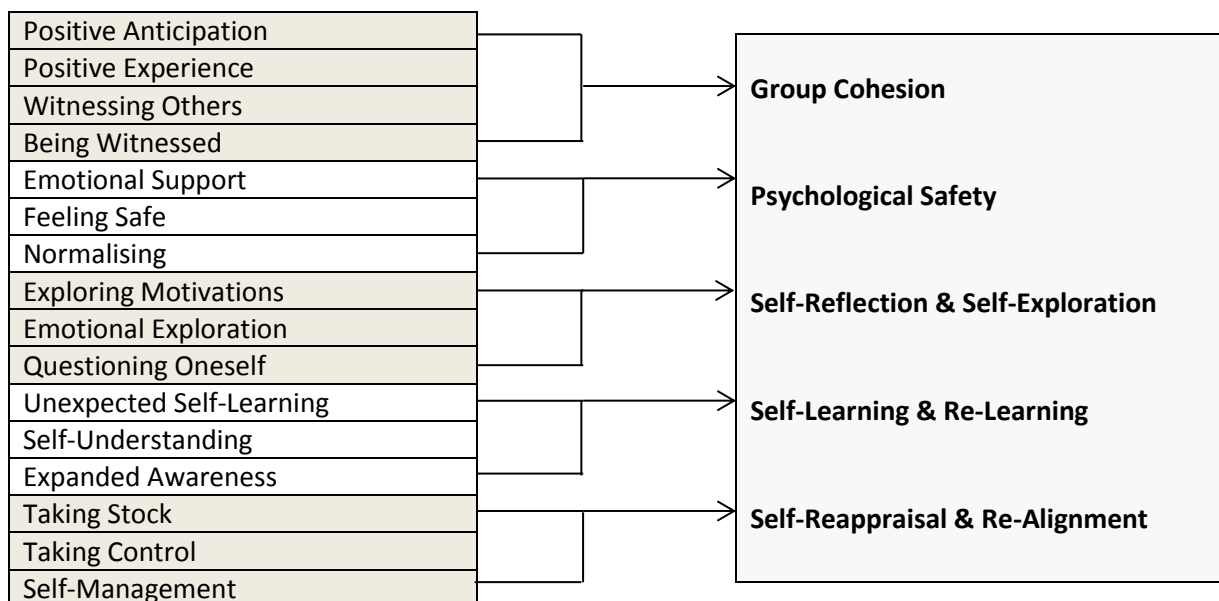 Positive Anticipation
Positive Experience
Witnessing Others
Being Witnessed
Emotional Support
Feeling Safe
Normalising
Exploring Motivations
Emotional Exploration
Questioning Oneself
Unexpected Self-Learning
Self-Understanding
Expanded Awareness
Taking Stock
Taking Control
Self-Management
Group Cohesion
Psychological Safety
Self-Reflection & Self-Exploration
Self-Learning & Re-Learning
Self-Reappraisal & Re-Alignment